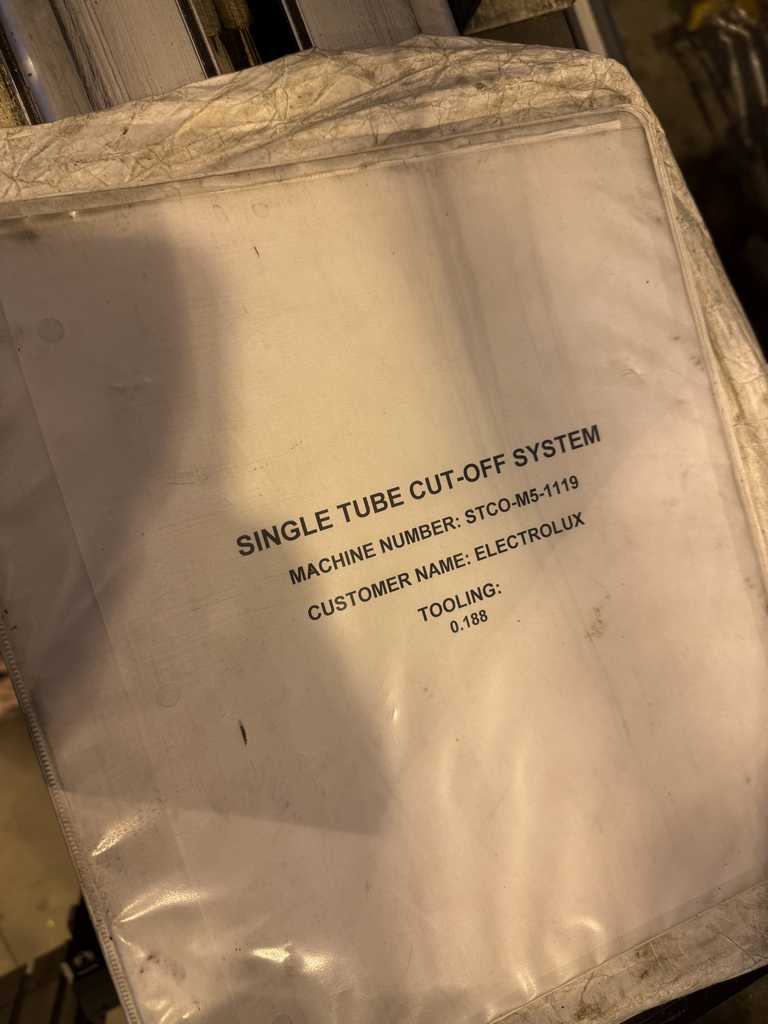 SINGLE TUBE CUT-OFF SYSTEM
MACHINE NUMBER: STCO-M5-1119
CUSTOMER NAME: ELECTROLUX
TOOLING:
0.188